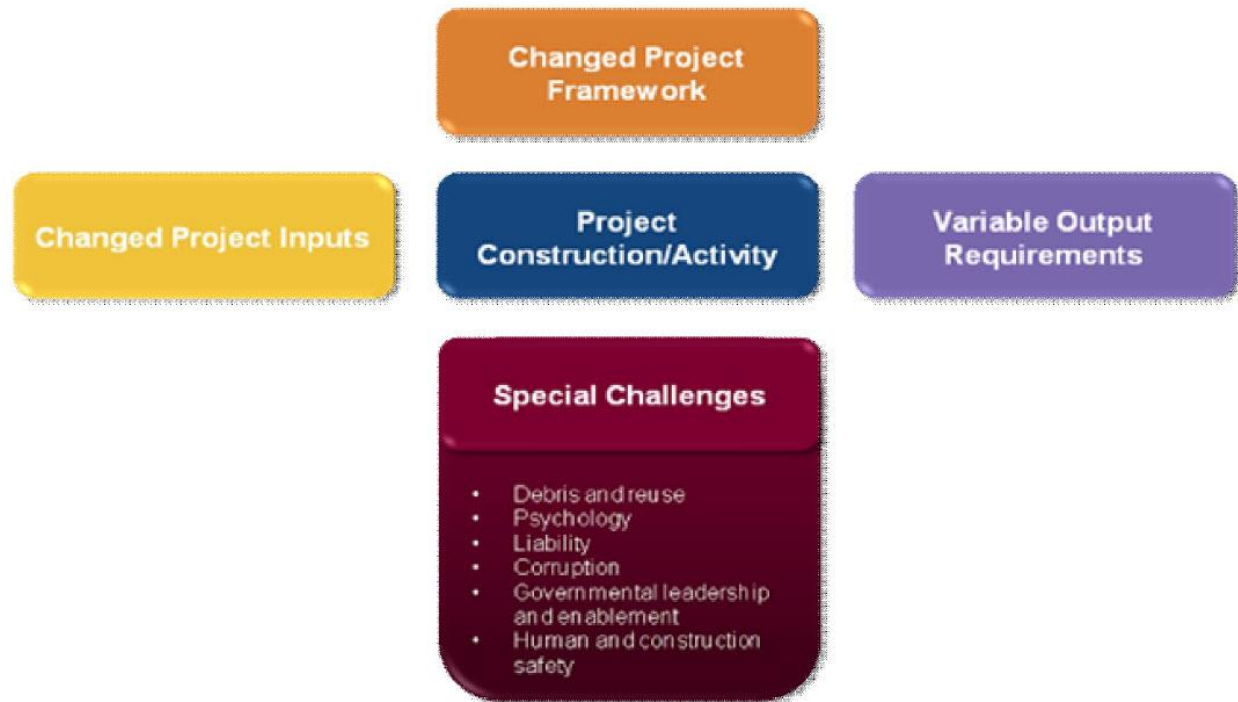 Changed Project
Framework
Changed Project Inputs
Project
Construction/Activity
Variable Output
Requirements
Special Challenges
• Debris and reuse
• Psychology
• Liability
• Corruption
• Governmental leadership
and enablement
• Human and construction
safety